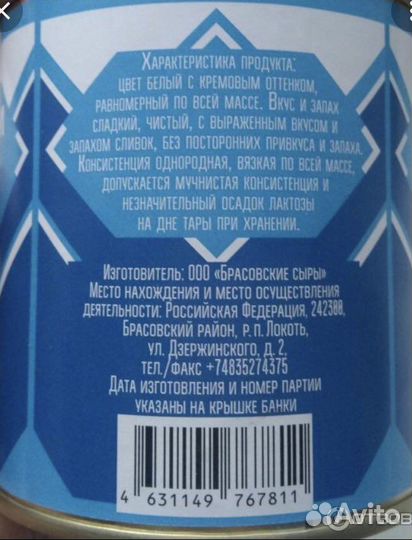 Характеристика продукта:
цвет белый с кремовым оттенком,
равномерный по всей массе. Вкус и запах
сладкий, чистый, с выраженным вкусом и
запахом сливок, без посторонних привкуса и запаха.
Консистенция однородная, вязкая по всей массе,
допускается мучнистая консистенция и
незначительный осадок лактозы
на дне тары при хранении.
Изготовитель: ООО «Брасовские сыры»
Место нахождения и место осуществления
деятельности: Российская Федерация, 242300,
Брасовский район, р.п. Локоть,
ул. Дзержинского, д. 2,
тел./факс +74835274375
Дата изготовления и номер партии
указаны на крышке банки
4 631149 767811
Avito